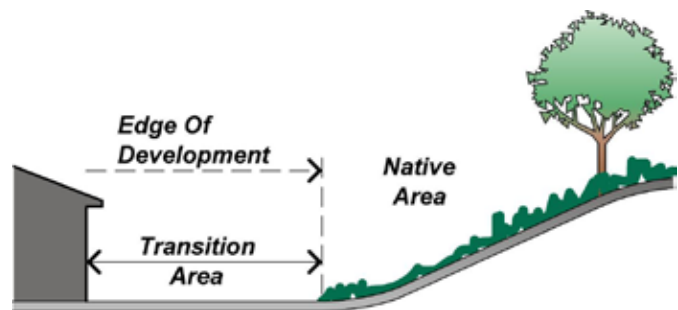 Edge Of
Development
Native
Area
Transition
Area